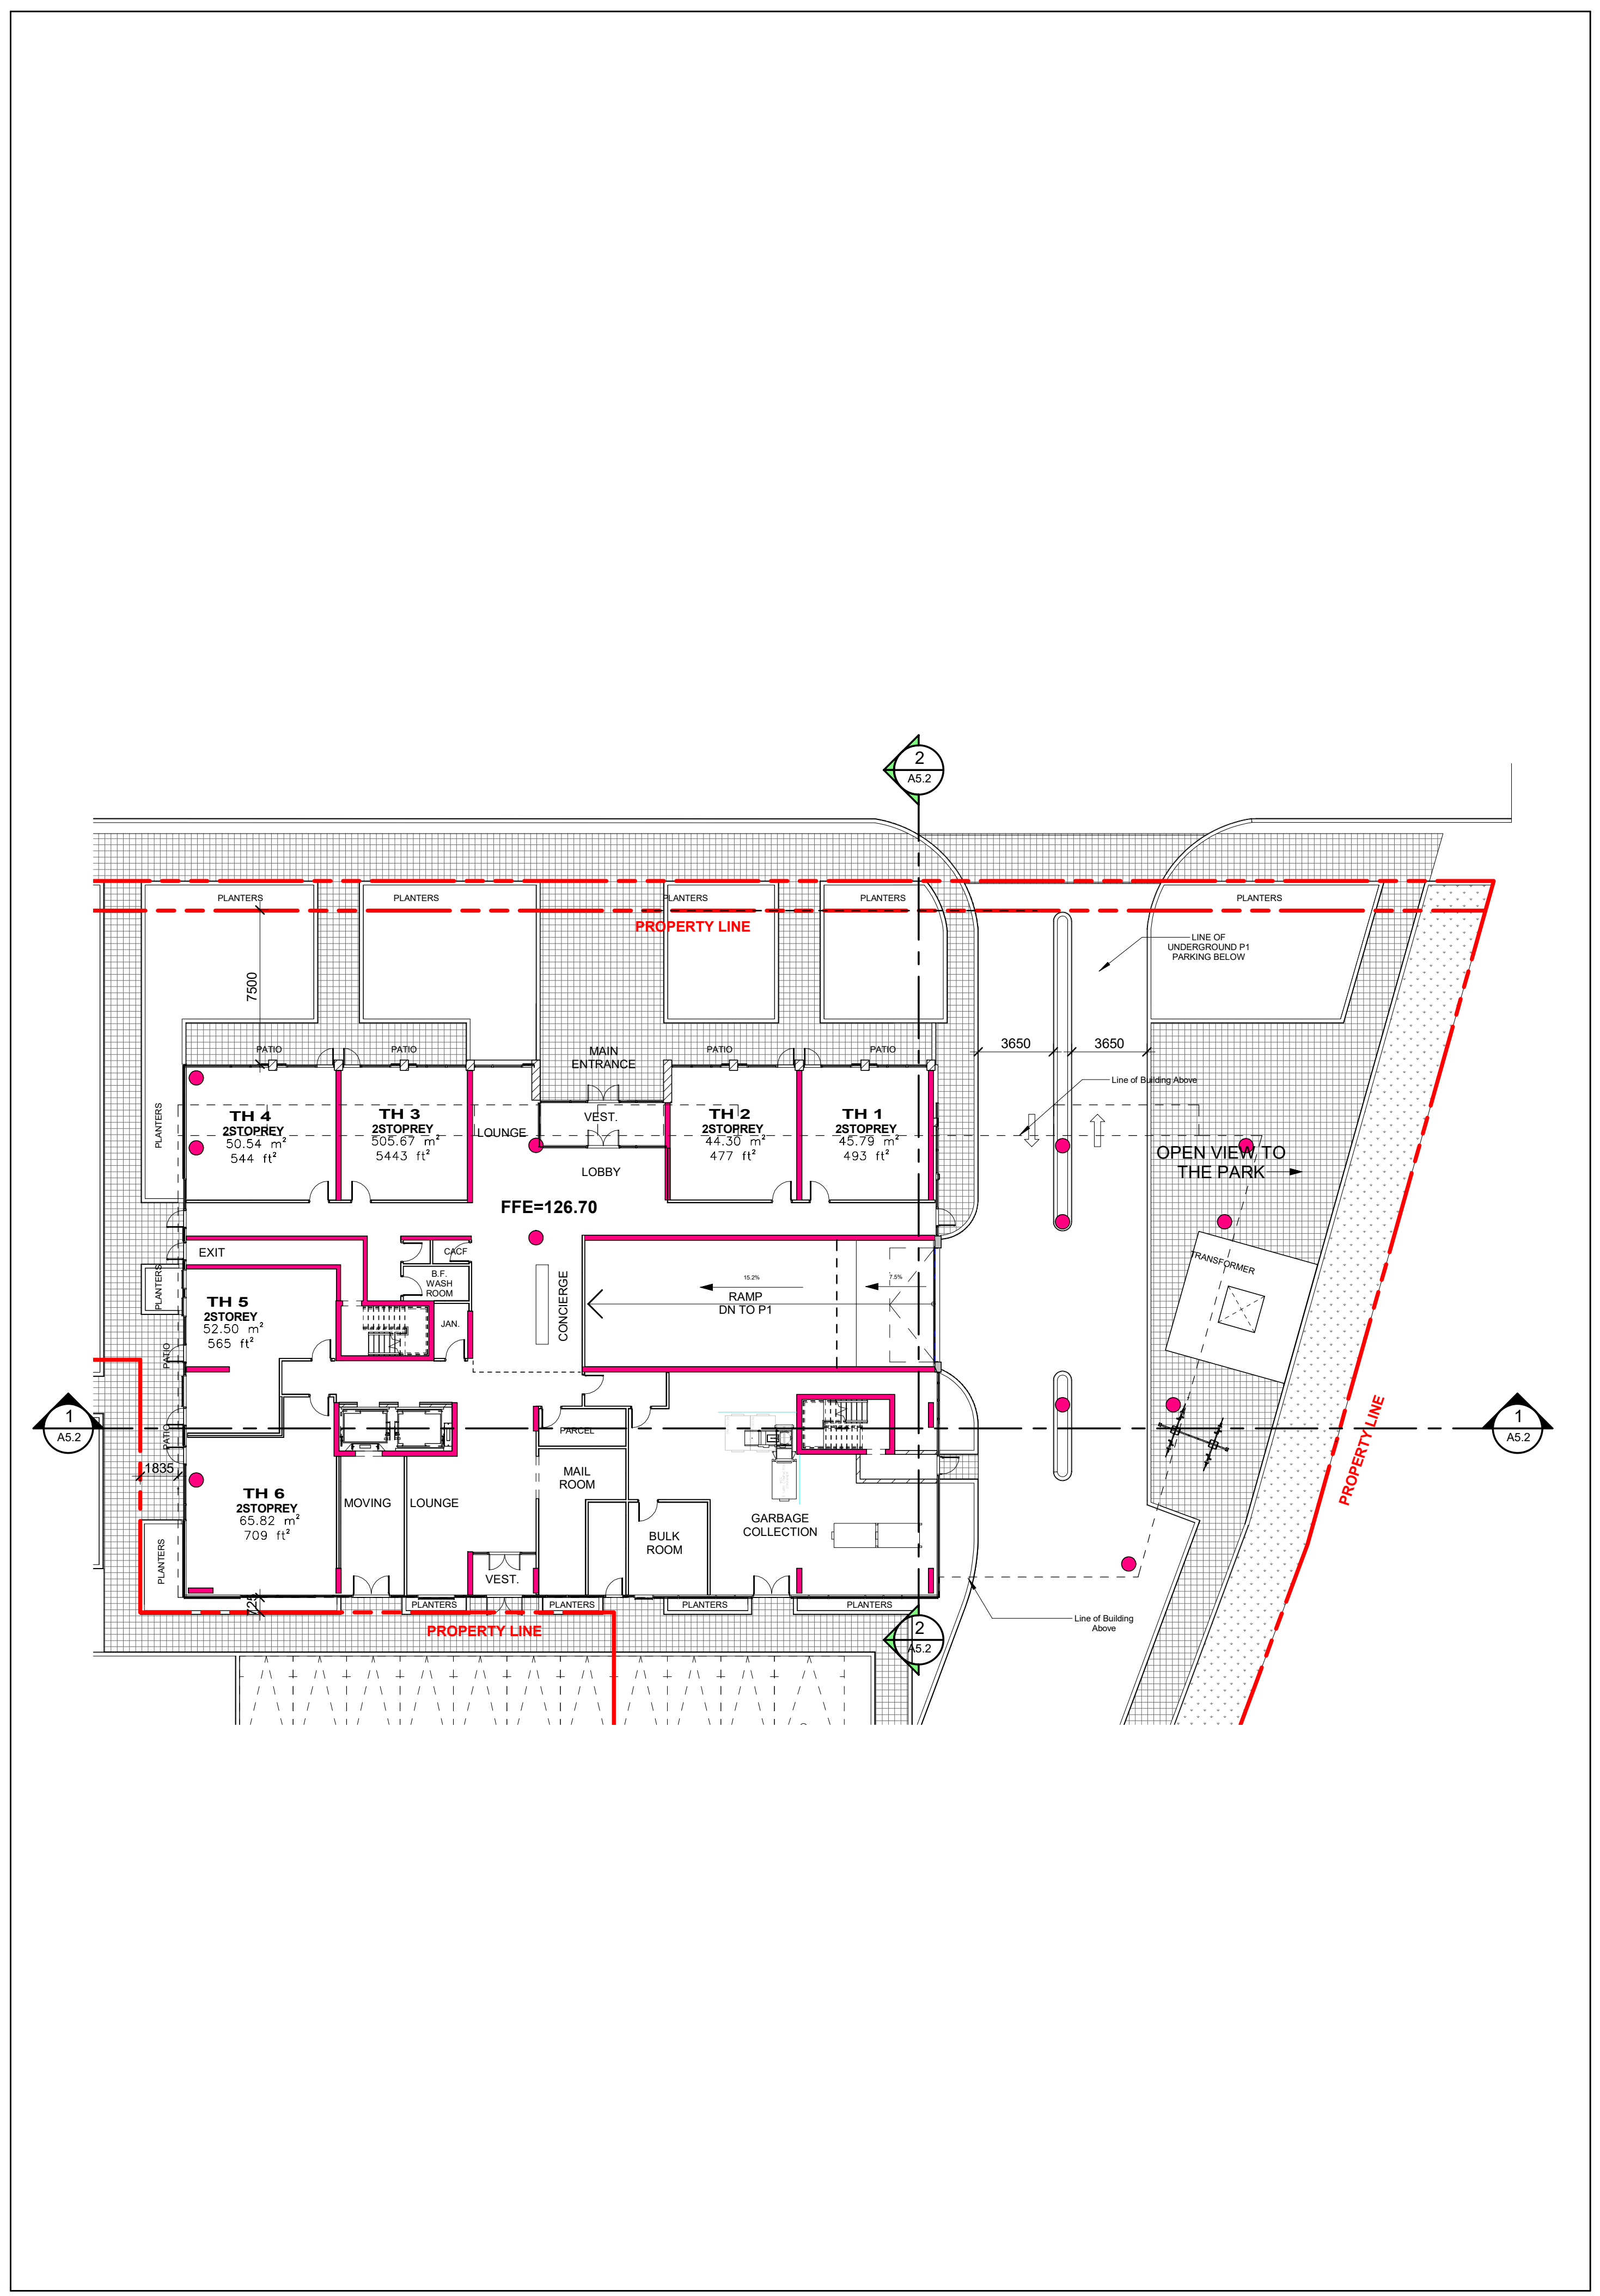 2
A5.2
PLANTERS
PLANTERS
PLANTERS
PLANTERS
PLANTERS
PROPERTY LINE
LINE OF
UNDERGROUND P1
PARKING BELOW
7500
3650
3650
PATIO
PATIO
MAIN
ENTRANCE
PATIO
PATIO
Line of Building Above
PLANTERS
TH 4
2STOPREY
50.54 m²
544 ft²
TH 3
2STOPREY
505.67 m²
5443 ft²
LOUNGE
VEST.
LOBBY
TH 2
2STOPREY
44.30 m²
477 ft²
TH 1
2STOPREY
45.79 m²
493 ft²
OPEN VIEW TO
THE PARK
FFE=126.70
EXIT
CACF
B.F.
WASH
ROOM
JAN.
CONCIERGE
15.2%
7.5%
RAMP
DN TO P1
TRANSFORMER
PLANTERS
TH 5
2STOREY
52.50 m²
565 ft²
PATIO
PATIO
1
A5.2
1
A5.2
PROPERTY LINE
1835
PARCEL
MAIL
ROOM
TH 6
2STOPREY
65.82 m²
709 ft²
MOVING
LOUNGE
GARBAGE
COLLECTION
BULK
ROOM
VEST.
PLANTERS
725
PLANTERS
PLANTERS
PLANTERS
PLANTERS
PROPERTY LINE
Line of Building
Above
2
A5.2